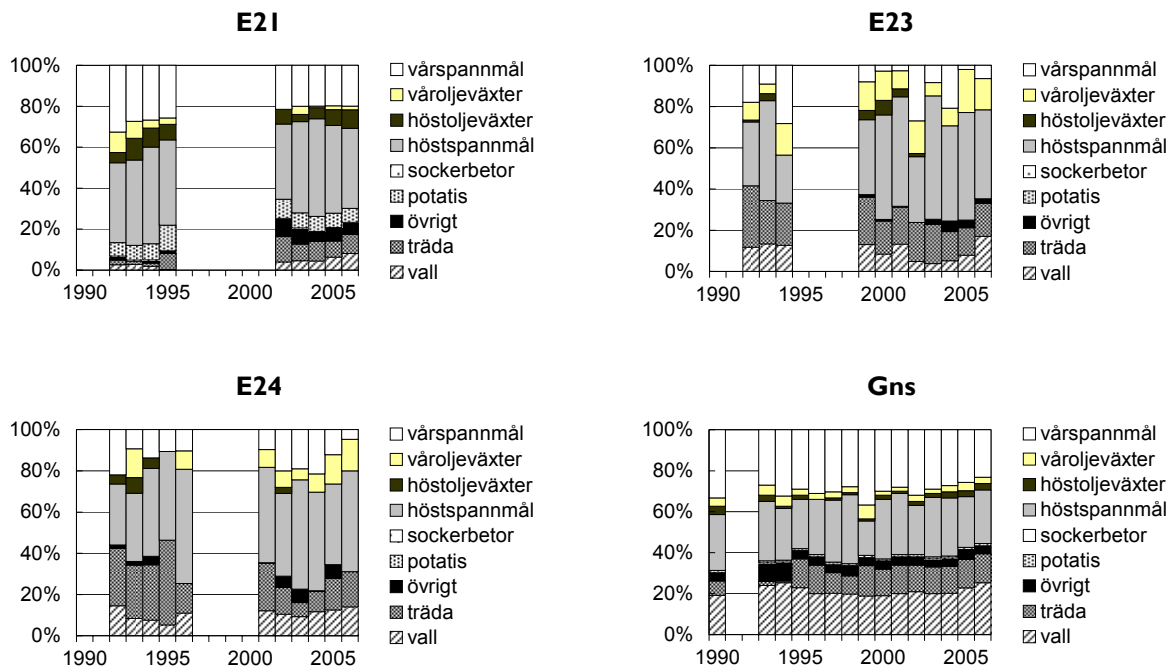 E21
100%
80%
60%
40%
20%
0%
1990 1995 2000 2005
vårspannmål
våroljeväxter
höstoljeväxter
höstspannmål
sockerbetor
potatis
övrigt
träda
vall
E23
100%
80%
60%
40%
20%
0%
1990 1995 2000 2005
vårspannmål
våroljeväxter
höstoljeväxter
höstspannmål
sockerbetor
potatis
övrigt
träda
vall
E24
100%
80%
60%
40%
20%
0%
1990 1995 2000 2005
vårspannmål
våroljeväxter
höstoljeväxter
höstspannmål
sockerbetor
potatis
övrigt
träda
vall
Gns
100%
80%
60%
40%
20%
0%
1990 1995 2000 2005
vårspannmål
våroljeväxter
höstoljeväxter
höstspannmål
sockerbetor
potatis
övrigt
träda
vall